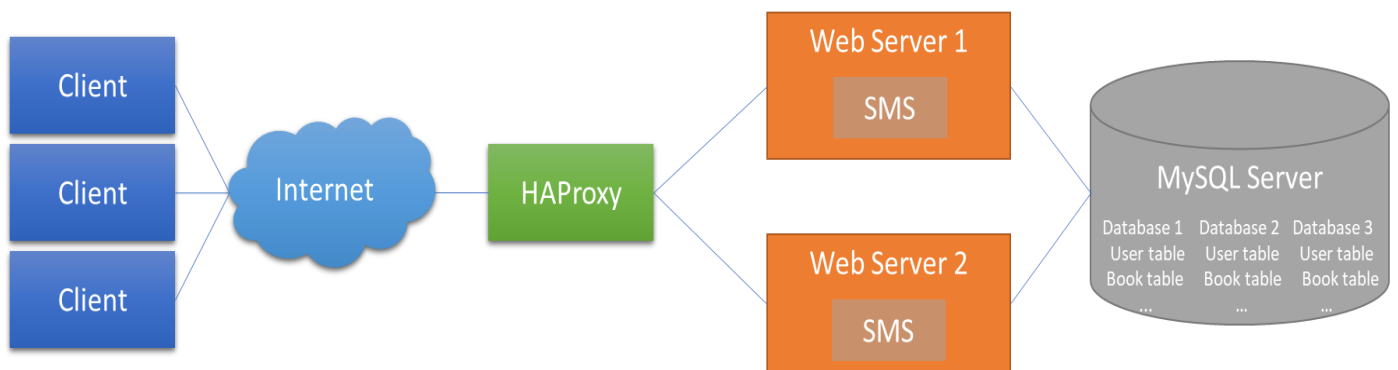 Client
Client
Client
Internet
HAProxy
Web Server 1
SMS
Web Server 2
SMS
MySQL Server
Database 1 Database 2 Database 3
User table User table User table
Book table Book table Book table
... ... ...